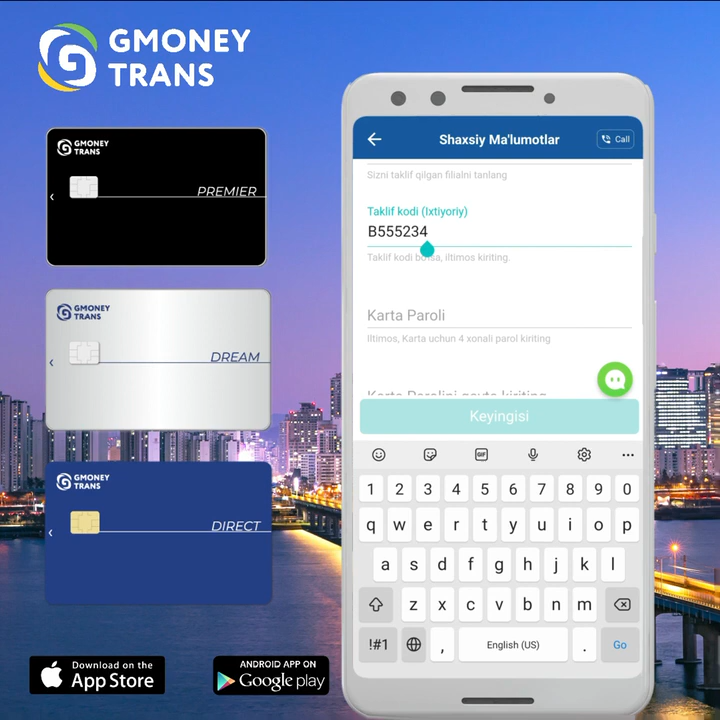 GMONEY
TRANS
GMONEY
TRANS
PREMIER
GMONEY
TRANS
DREAM
GMONEY
TRANS
DIRECT
Download on the
App Store
ANDROID APP ON
Google play
Shaxsiy Ma'lumotlar
Call
Sizni taklif qilgan filialni tanlang
Taklif kodi (Ixtiyoriy)
B555234
Taklif kodi bo'lsa, iltimos kiriting.
Karta Paroli
Iltimos, Karta uchun 4 xonali parol kiriting
Karta Parolini qayta kiriting
Keyingisi
GIF
1 2 3 4 5 6 7 8 9 0
q w e r t y u i o p
a s d f g h j k l
z x c v b n m
!#1 , English (US) . Go